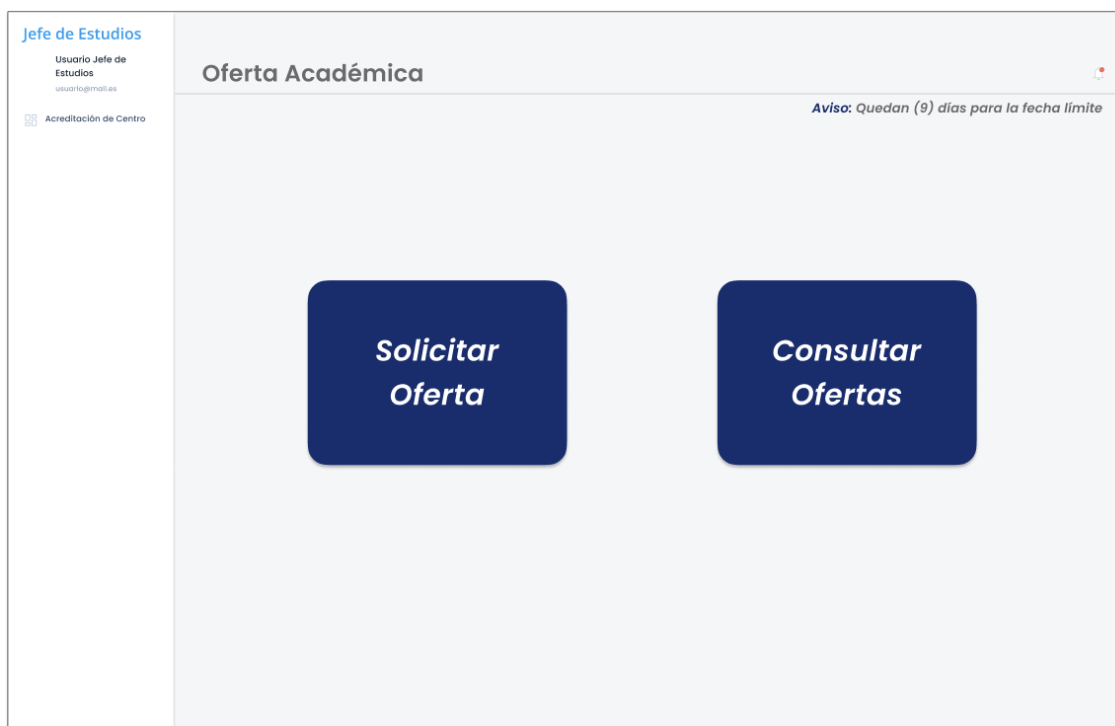 Jefe de Estudios
Usuario Jefe de
Estudios
usuario@mail.es
Acreditación de Centro
Oferta Académica
Aviso: Quedan (9) días para la fecha límite
Solicitar
Oferta
Consultar
Ofertas